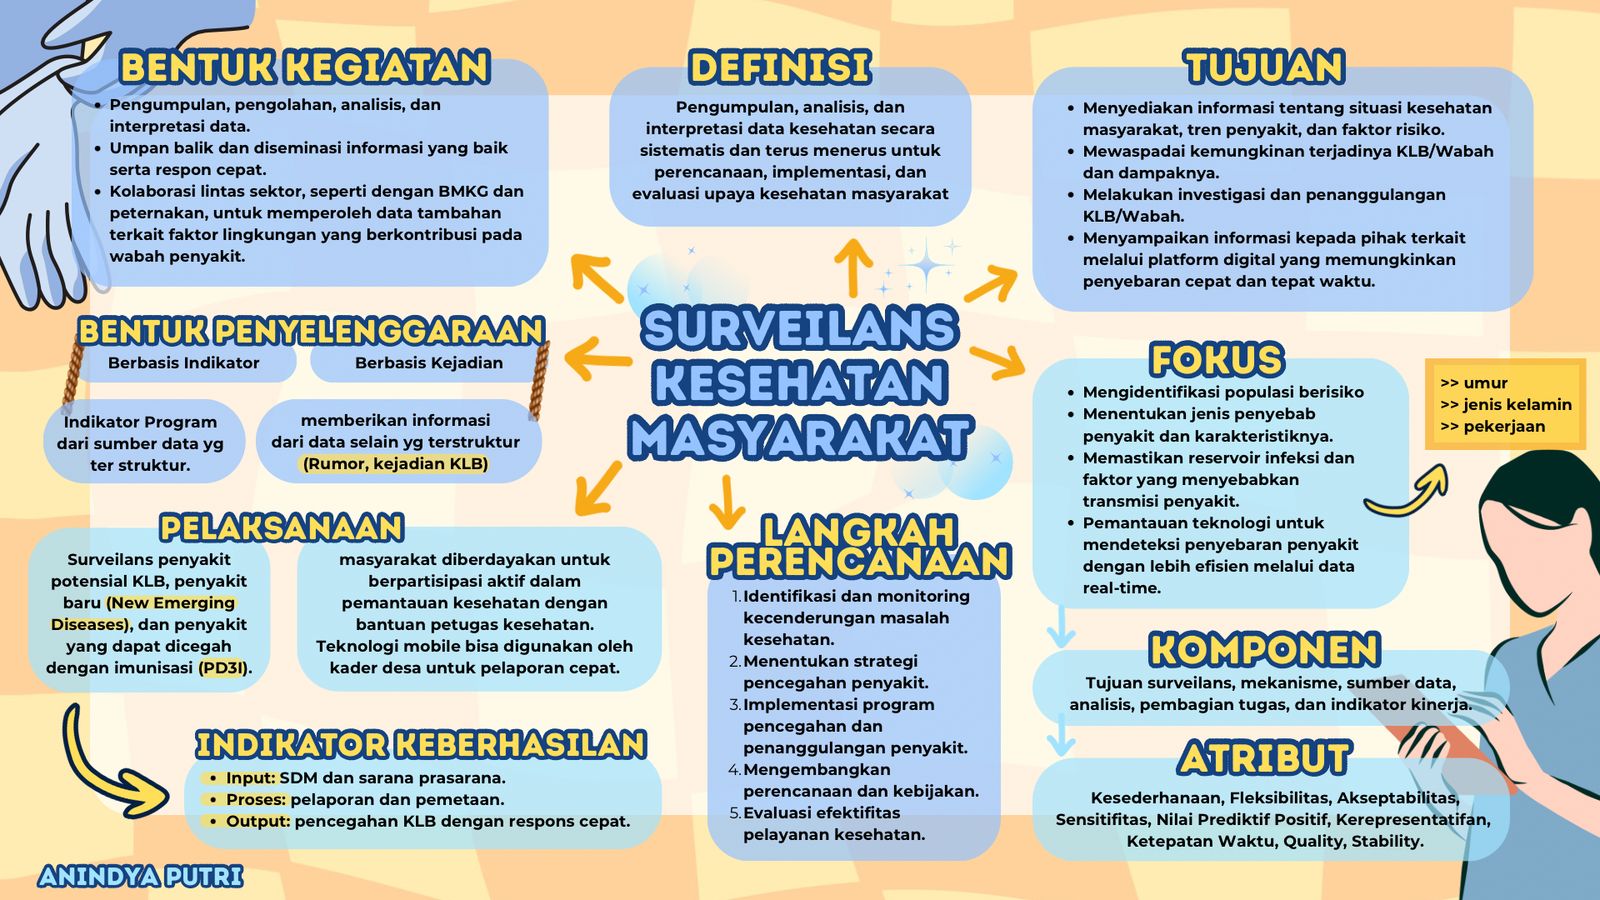 BENTUK KEGIATAN
• Pengumpulan, pengolahan, analisis, dan
interpretasi data.
• Umpan balik dan diseminasi informasi yang baik
serta respon cepat.
• Kolaborasi lintas sektor, seperti dengan BMKG dan
peternakan, untuk memperoleh data tambahan
terkait faktor lingkungan yang berkontribusi pada
wabah penyakit.
DEFINISI
Pengumpulan, analisis, dan
interpretasi data kesehatan secara
sistematis dan terus menerus untuk
perencanaan, implementasi, dan
evaluasi upaya kesehatan masyarakat
TUJUAN
• Menyediakan informasi tentang situasi kesehatan
masyarakat, tren penyakit, dan faktor risiko.
• Mewaspadai kemungkinan terjadinya KLB/Wabah
dan dampaknya.
• Melakukan investigasi dan penanggulangan
KLB/Wabah.
• Menyampaikan informasi kepada pihak terkait
melalui platform digital yang memungkinkan
penyebaran cepat dan tepat waktu.
SURVEILANS
KESEHATAN
MASYARAKAT
BENTUK PENYELENGGARAAN
Berbasis Indikator
Berbasis Kejadian
Indikator Program
dari sumber data yg
ter struktur.
memberikan informasi
dari data selain yg terstruktur
(Rumor, kejadian KLB)
FOKUS
• Mengidentifikasi populasi berisiko
• Menentukan jenis penyebab
penyakit dan karakteristiknya.
• Memastikan reservoir infeksi dan
faktor yang menyebabkan
transmisi penyakit.
• Pemantauan teknologi untuk
mendeteksi penyebaran penyakit
dengan lebih efisien melalui data
real-time.
>> umur
>> jenis kelamin
>> pekerjaan
PELAKSANAAN
Surveilans penyakit
potensial KLB, penyakit
baru (New Emerging
Diseases), dan penyakit
yang dapat dicegah
dengan imunisasi (PD3I).
masyarakat diberdayakan untuk
berpartisipasi aktif dalam
pemantauan kesehatan dengan
bantuan petugas kesehatan.
Teknologi mobile bisa digunakan oleh
kader desa untuk pelaporan cepat.
LANGKAH
PERENCANAAN
1. Identifikasi dan monitoring
kecenderungan masalah
kesehatan.
2. Menentukan strategi
pencegahan penyakit.
3. Implementasi program
pencegahan dan
penanggulangan penyakit.
4. Mengembangkan
perencanaan dan kebijakan.
5. Evaluasi efektifitas
pelayanan kesehatan.
KOMPONEN
Tujuan surveilans, mekanisme, sumber data,
analisis, pembagian tugas, dan indikator kinerja.
INDIKATOR KEBERHASILAN
• Input: SDM dan sarana prasarana.
• Proses: pelaporan dan pemetaan.
• Output: pencegahan KLB dengan respons cepat.
ATRIBUT
Kesederhanaan, Fleksibilitas, Akseptabilitas,
Sensitifitas, Nilai Prediktif Positif, Kerepresentatifan,
Ketepatan Waktu, Quality, Stability.
ANINDYA PUTRI